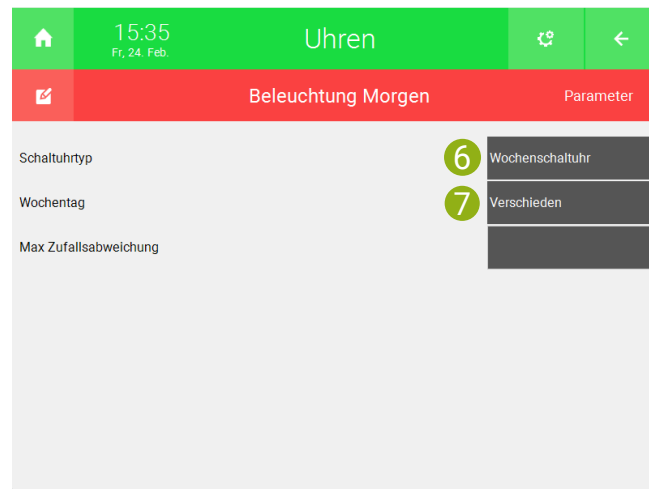 15:35
Fr, 24. Feb.
Uhren
Beleuchtung Morgen
Parameter
Schaltuhrtyp
6
Wochenschaltuhr
Wochentag
7
Verschieden
Max Zufallsabweichung